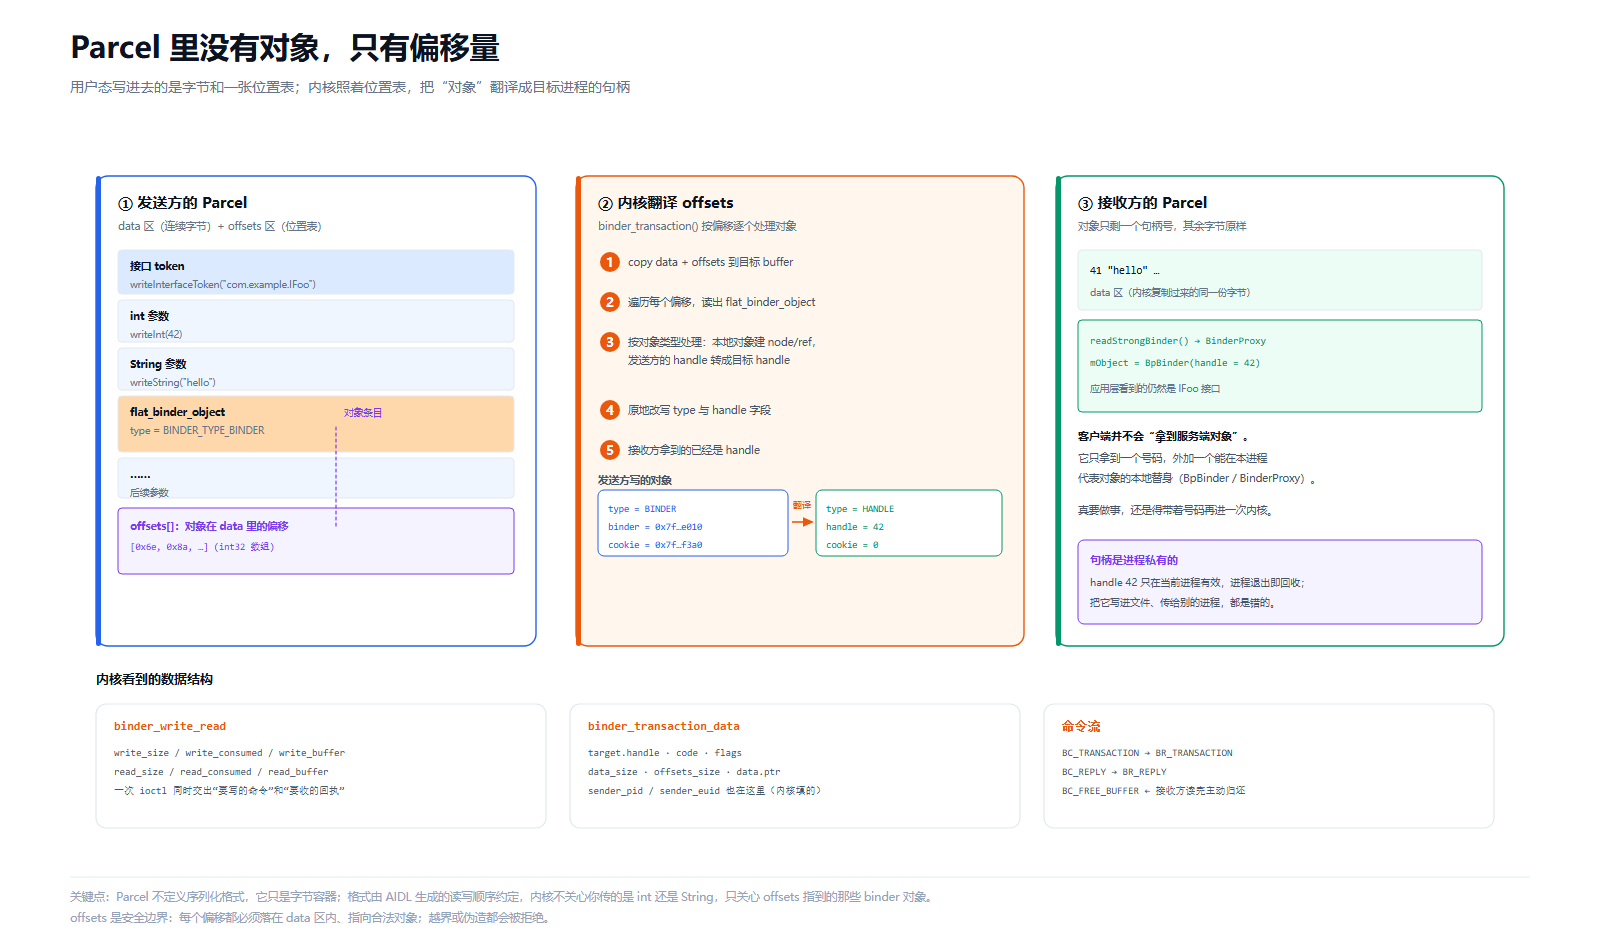 Parcel 里没有对象，只有偏移量
用户态写进去的是字节和一张位置表；内核照着位置表，把“对象”翻译成目标进程的句柄
① 发送方的 Parcel
data 区（连续字节）+ offsets 区（位置表）
接口 token
writeInterfaceToken("com.example.IFoo")
int 参数
writeInt(42)
String 参数
writeString("hello")
flat_binder_object
对象条目
type = BINDER_TYPE_BINDER
……
后续参数
offsets[]：对象在 data 里的偏移
[0x6e, 0x8a, …] (int32 数组)
② 内核翻译 offsets
binder_transaction() 按偏移逐个处理对象
1 copy data + offsets 到目标 buffer
2 遍历每个偏移，读出 flat_binder_object
3 按对象类型处理：本地对象建 node/ref，
发送方的 handle 转成目标 handle
4 原地改写 type 与 handle 字段
5 接收方拿到的已经是 handle
发送方写的对象
type = BINDER
binder = 0x7f…e010
cookie = 0x7f…f3a0
翻译
type = HANDLE
handle = 42
cookie = 0
③ 接收方的 Parcel
对象只剩一个句柄号，其余字节原样
41 "hello" …
data 区（内核复制过来的同一份字节）
readStrongBinder() → BinderProxy
mObject = BpBinder(handle = 42)
应用层看到的仍然是 IFoo 接口
客户端并不会“拿到服务端对象”。
它只拿到一个号码，外加一个能在本进程
代表对象的本地替身（BpBinder / BinderProxy）。
真要做事，还是得带着号码再进一次内核。
句柄是进程私有的
handle 42 只在当前进程有效，进程退出即回收；
把它写进文件、传给别的进程，都是错的。
内核看到的数据结构
binder_write_read
write_size / write_consumed / write_buffer
read_size / read_consumed / read_buffer
一次 ioctl 同时交出“要写的命令”和“要收的回执”
binder_transaction_data
target.handle · code · flags
data_size · offsets_size · data.ptr
sender_pid / sender_euid 也在这里（内核填的）
命令流
BC_TRANSACTION → BR_TRANSACTION
BC_REPLY → BR_REPLY
BC_FREE_BUFFER ← 接收方读完主动归还
关键点：Parcel 不定义序列化格式，它只是字节容器；格式由 AIDL 生成的读写顺序约定，内核不关心你传的是 int 还是 String，只关心 offsets 指到的那些 binder 对象。
offsets 是安全边界：每个偏移都必须落在 data 区内、指向合法对象；越界或伪造都会被拒绝。